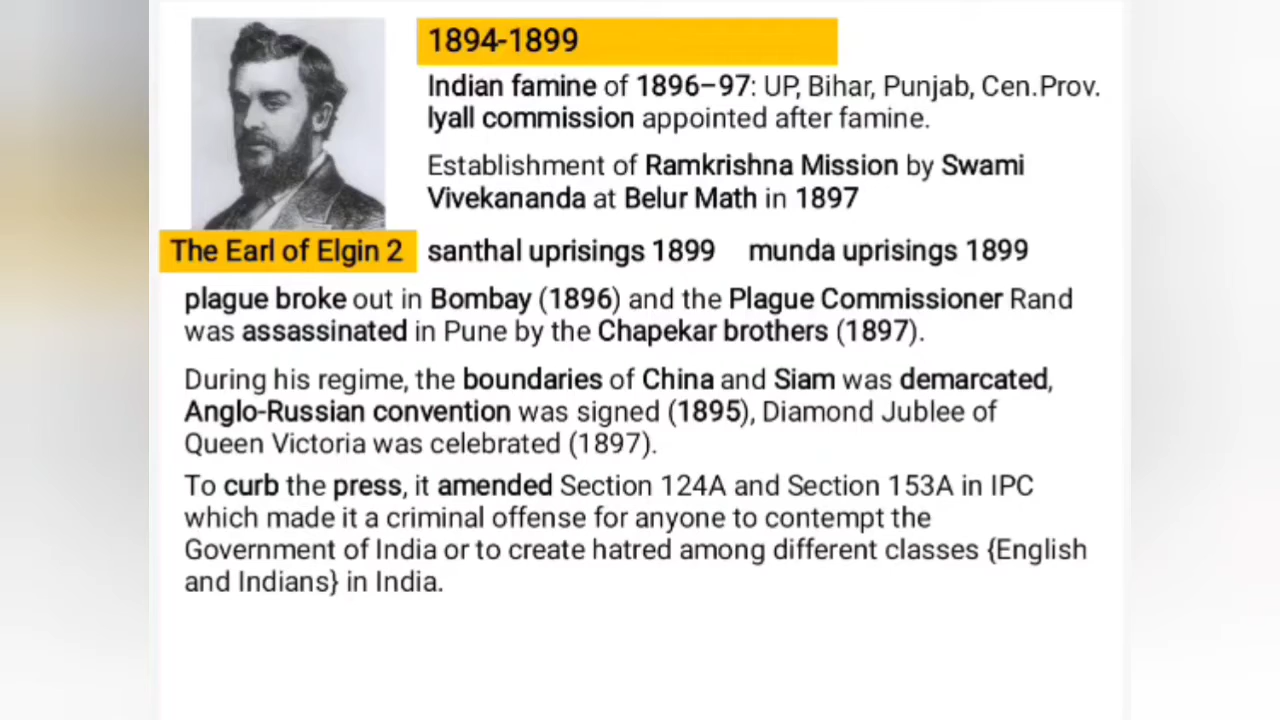 1894-1899
Indian famine of 1896–97: UP, Bihar, Punjab, Cen.Prov.
lyall commission appointed after famine.
Establishment of Ramkrishna Mission by Swami
Vivekananda at Belur Math in 1897
The Earl of Elgin 2
santhal uprisings 1899 munda uprisings 1899
plague broke out in Bombay (1896) and the Plague Commissioner Rand
was assassinated in Pune by the Chapekar brothers (1897).
During his regime, the boundaries of China and Siam was demarcated,
Anglo-Russian convention was signed (1895), Diamond Jublee of
Queen Victoria was celebrated (1897).
To curb the press, it amended Section 124A and Section 153A in IPC
which made it a criminal offense for anyone to contempt the
Government of India or to create hatred among different classes {English
and Indians} in India.